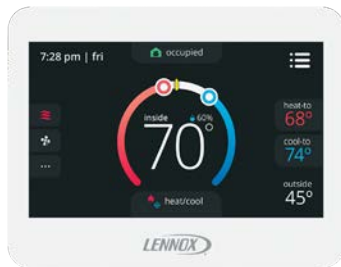 LENNOX
7:28 pm | fri
occupied
inside
60%
70°
heat-to
68°
cool-to
74°
outside
45°
heat/cool
LENNOX